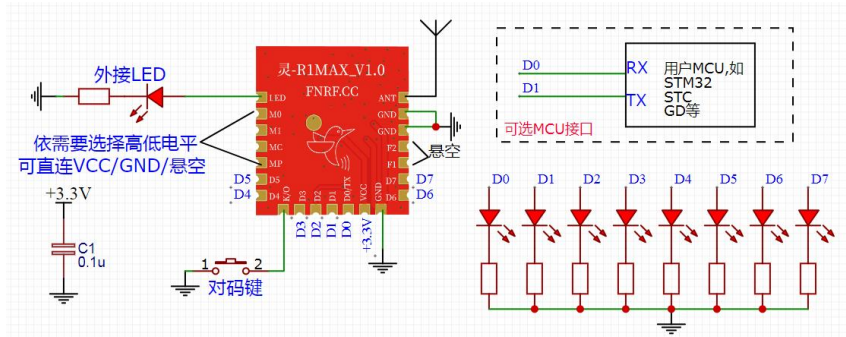 外接LED
依需要选择高低电平
可直连VCC/GND/悬空
灵-R1MAX_V1.0
FNRF.CC
LED
M0
M1
MC
MP
D5
D4
K/O
D3
D2
D1
D0/TX
VCC
GND
ANT
GND
GND
F2
F1
D7
D6
悬空
D5
D4
D7
D6
D3
D2
D1
D0
+3.3V
+3.3V
C1
0.1u
1
2
对码键
D0
D1
RX
TX
用户MCU,如
STM32
STC
GD等
可选MCU接口
D0 D1 D2 D3 D4 D5 D6 D7